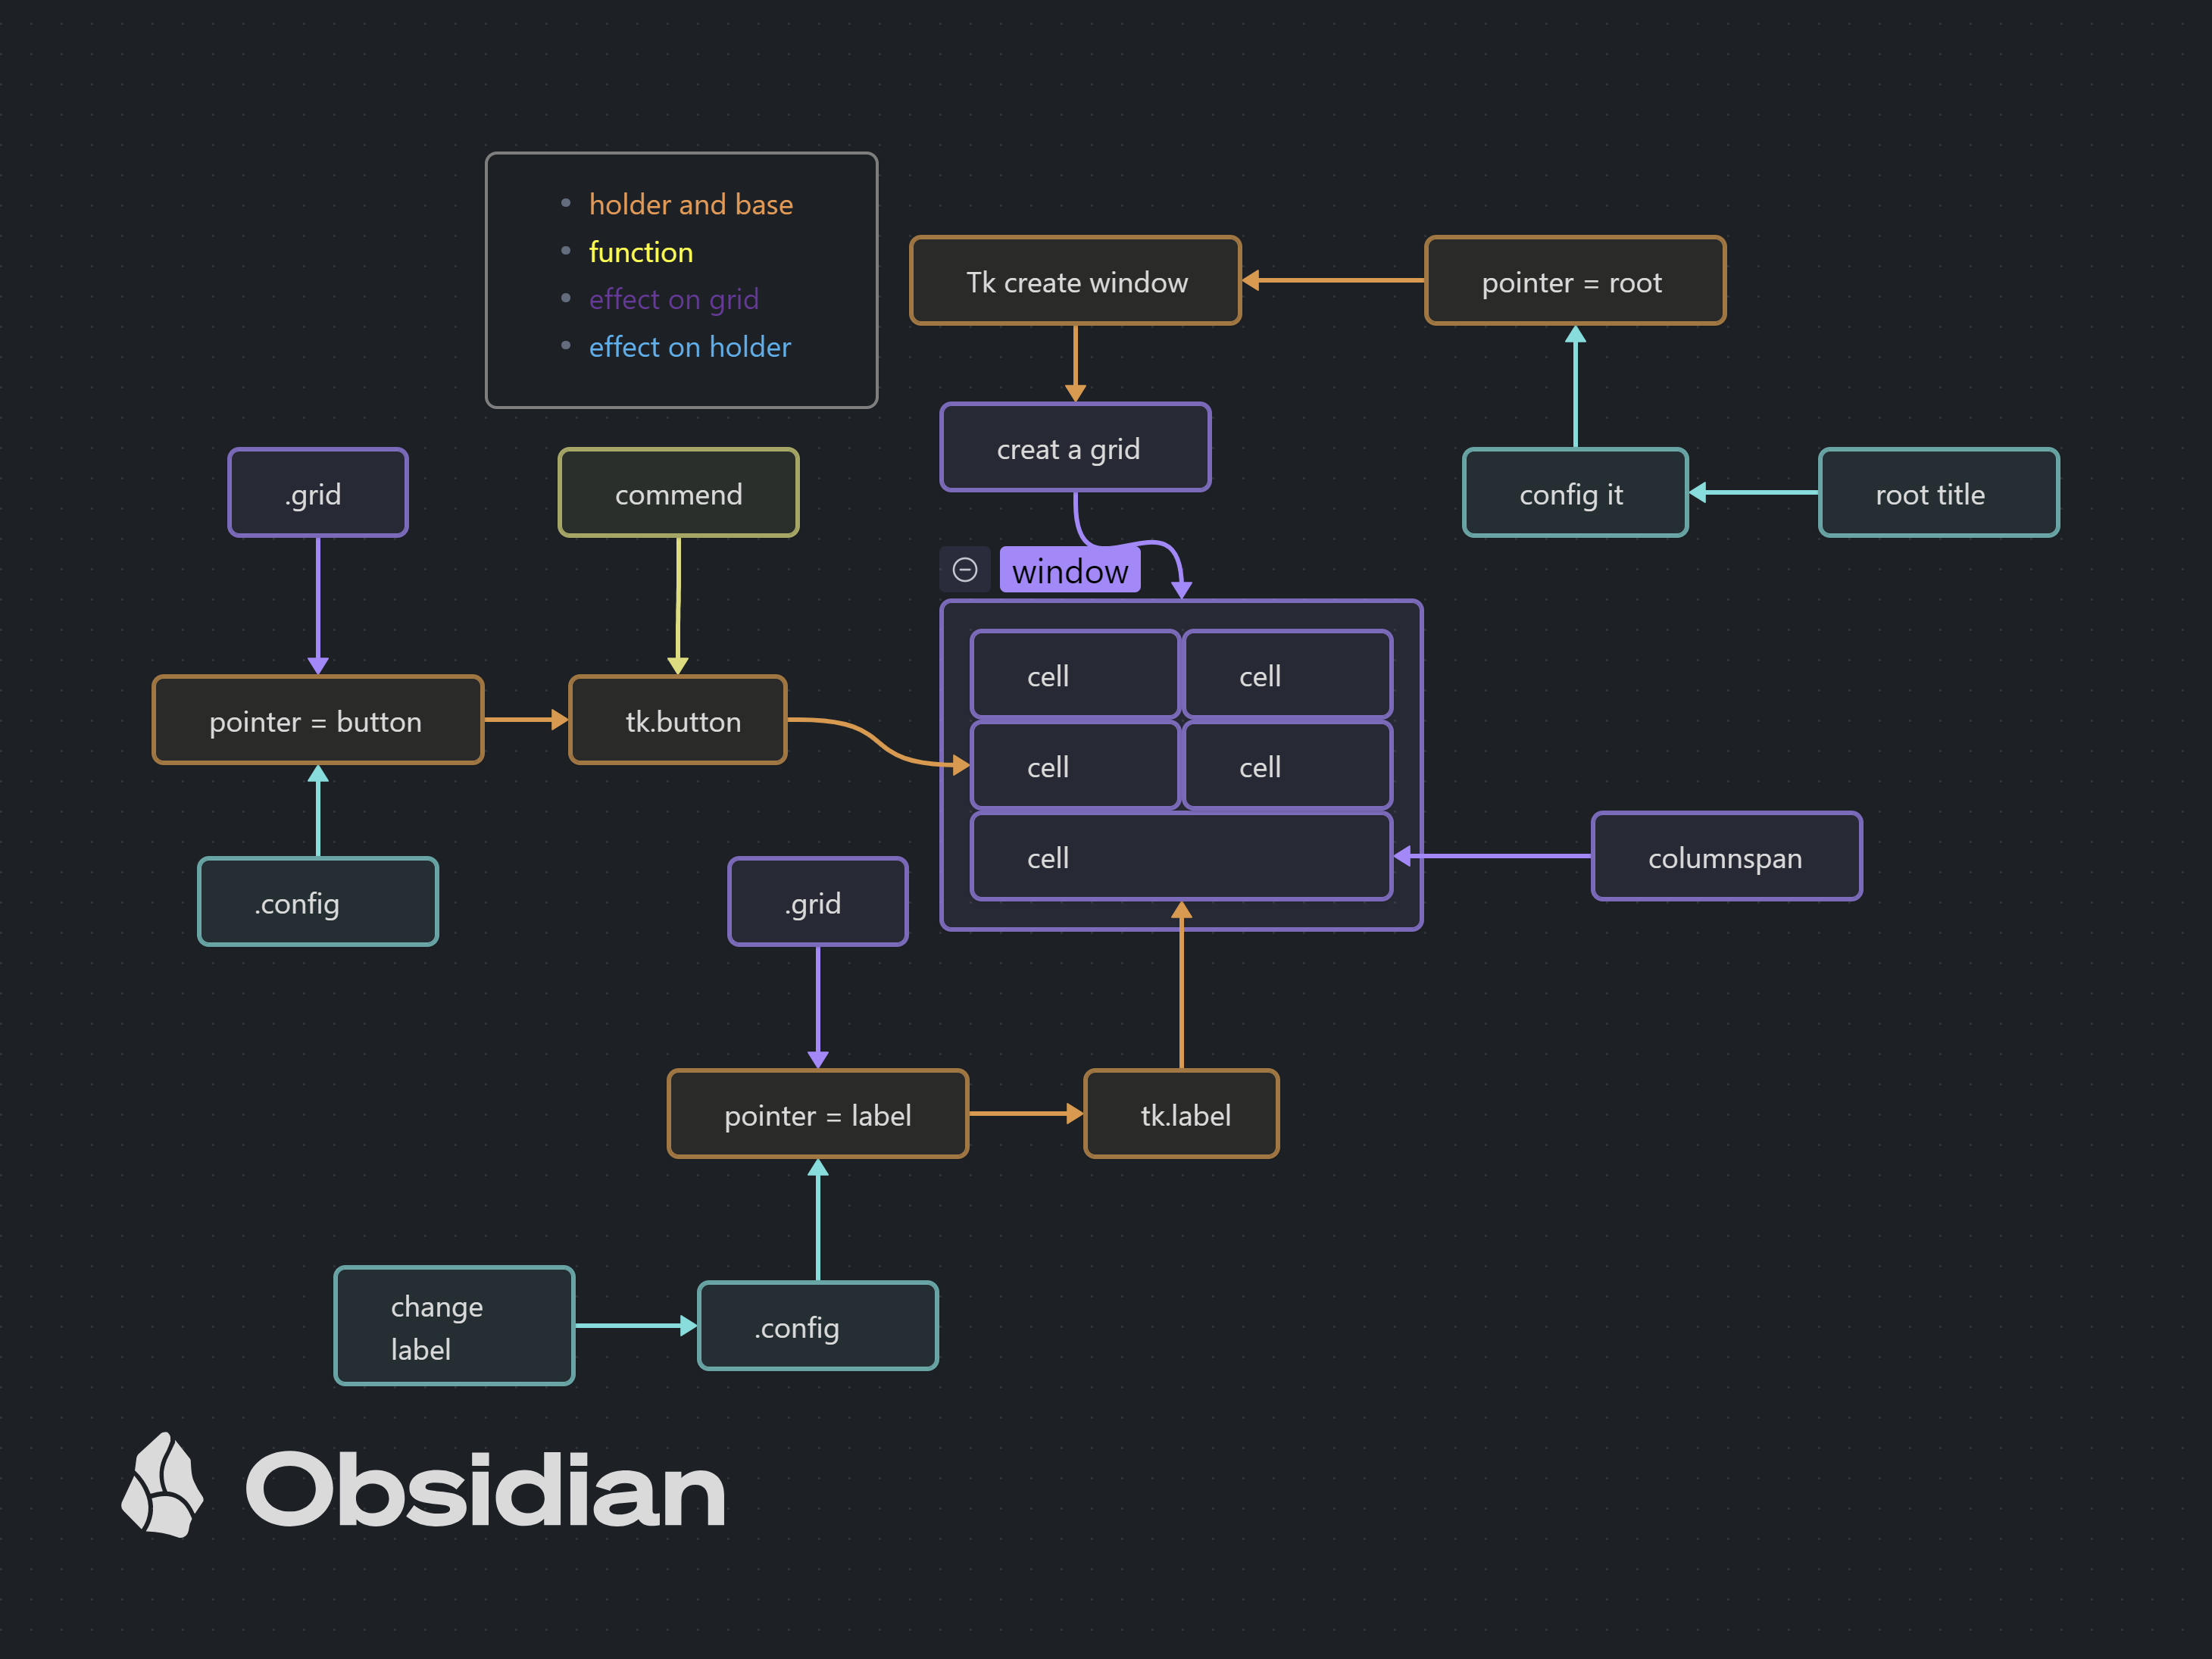 holder and base
function
effect on grid
effect on holder
Tk create window
pointer = root
creat a grid
.grid
commend
config it
root title
window
cell
cell
pointer = button
tk.button
cell
cell
cell
columnspan
.config
.grid
pointer = label
tk.label
change
label
.config
Obsidian